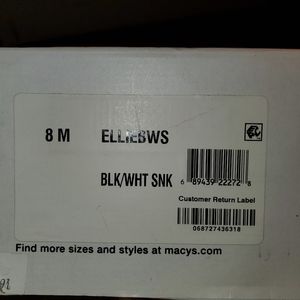 8 M ELLIEBWS
BLK/WHT SNK
6 89439 22272 8
Customer Return Label
068727436318
Find more sizes and styles at macys.com